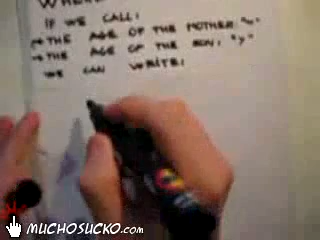 IF WE CALL:
→ THE AGE OF THE MOTHER: "x"
→ THE AGE OF THE SON: "y"
WE CAN WRITE:
MUCHOSUCKO.com